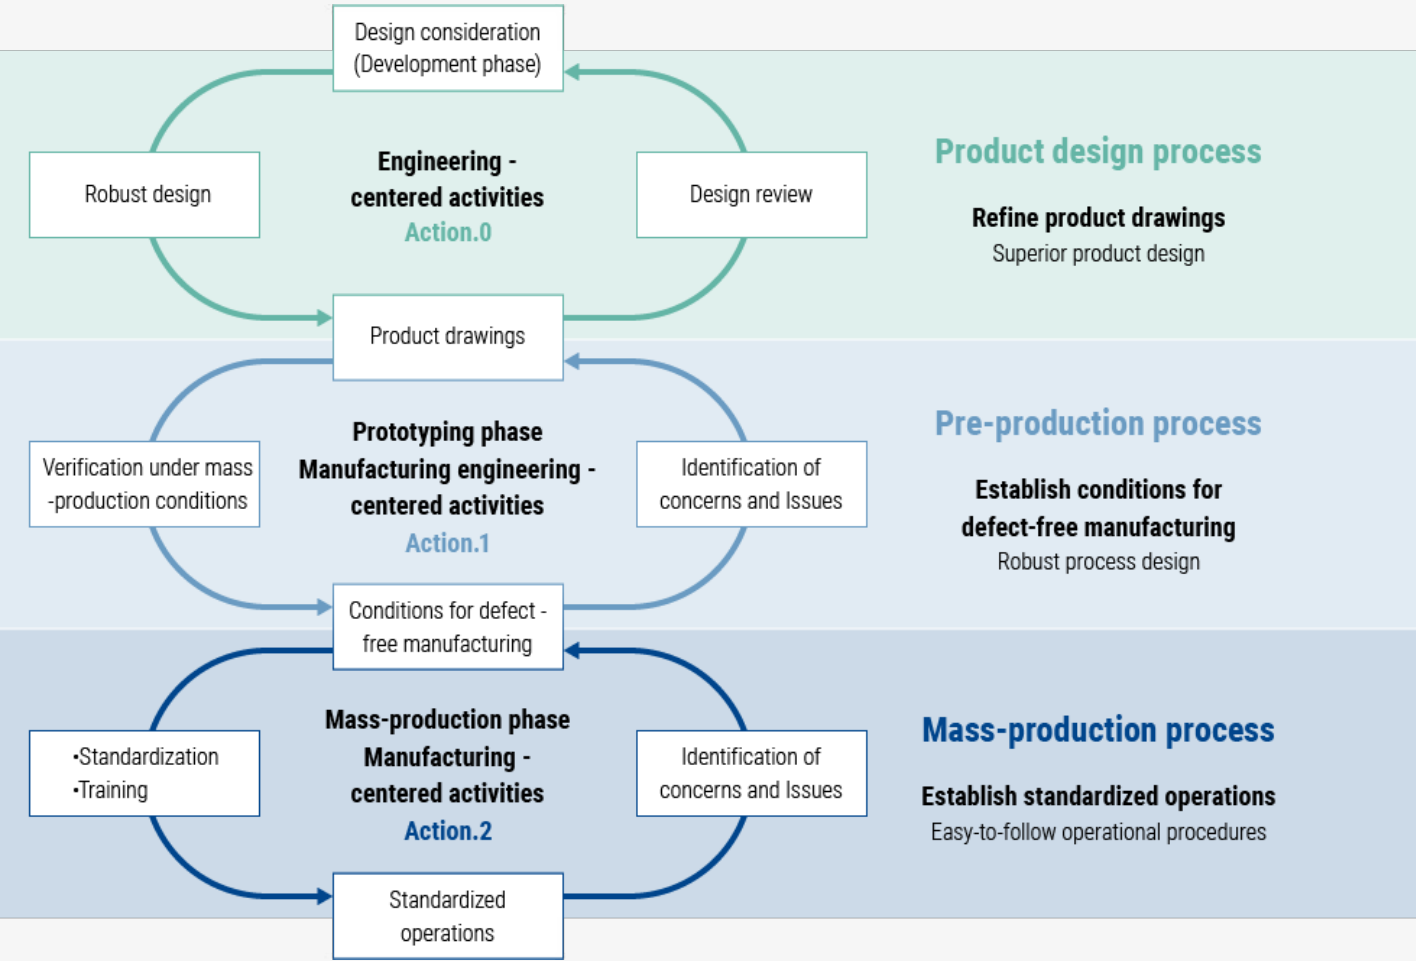 Design consideration
(Development phase)
Robust design
Engineering -
centered activities
Action.0
Design review
Product design process
Refine product drawings
Superior product design
Product drawings
Verification under mass
-production conditions
Prototyping phase
Manufacturing engineering -
centered activities
Action.1
Identification of
concerns and Issues
Pre-production process
Establish conditions for
defect-free manufacturing
Robust process design
Conditions for defect -
free manufacturing
•Standardization
•Training
Mass-production phase
Manufacturing -
centered activities
Action.2
Identification of
concerns and Issues
Mass-production process
Establish standardized operations
Easy-to-follow operational procedures
Standardized
operations